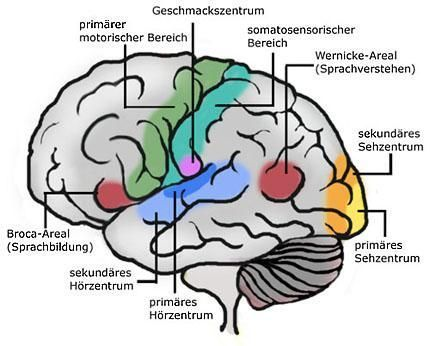 Geschmackszentrum
primärer
motorischer Bereich
somatosensorischer
Bereich
Wernicke-Areal
(Sprachverstehen)
sekundäres
Sehzentrum
Broca-Areal
(Sprachbildung)
primäres
Sehzentrum
sekundäres
Hörzentrum
primäres
Hörzentrum